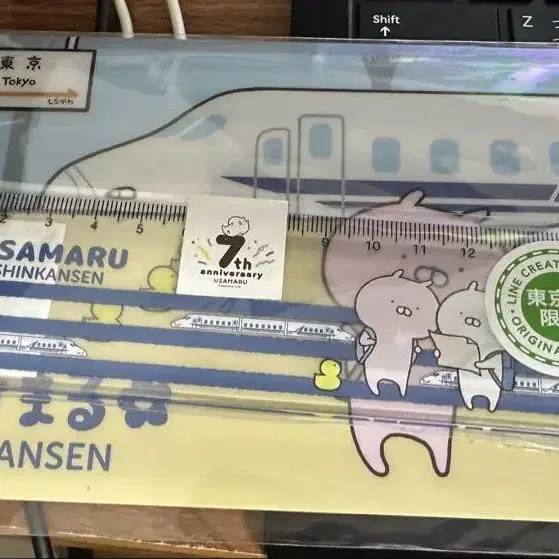 Shift
Z
東京
Tokyo
しながわ
2 3 4 5 9 10 11 12
SAMARU
SHINKANSEN
7th
anniversary
USAMARU
LINE CREAT
東京
限
ORIGINA
まる
ANSEN